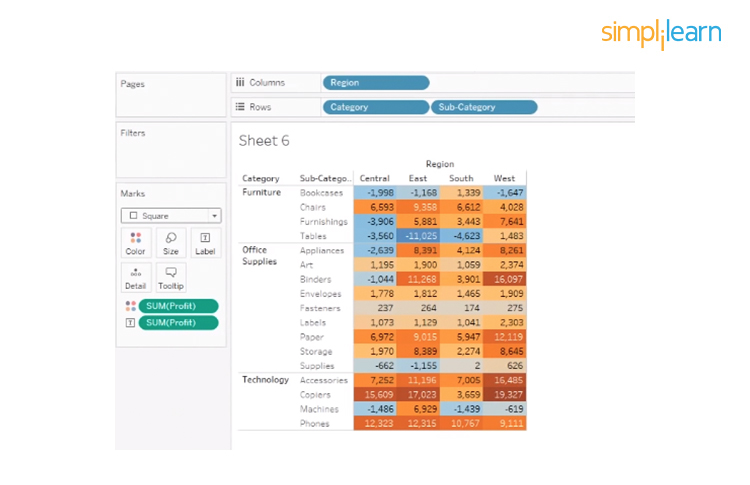 simplilearn
Pages
Columns
Region
Rows
Category Sub-Category
Filters
Sheet 6
Marks
Square
Color Size Label
Detail Tooltip
SUM(Profit)
SUM(Profit)
Region
Category Sub-Catego.. Central East South West
Furniture Bookcases -1,998 -1,168 1,339 -1,647
Chairs 6,593 9,358 6,612 4,028
Furnishings -3,906 5,881 3,443 7,641
Tables -3,560 -11,025 -4,623 1,483
Office Supplies Appliances -2,639 8,391 4,124 8,261
Art 1,195 1,900 1,059 2,374
Binders -1,044 11,268 3,901 16,097
Envelopes 1,778 1,812 1,465 1,909
Fasteners 237 264 174 275
Labels 1,073 1,129 1,041 2,303
Paper 6,972 9,015 5,947 12,119
Storage 1,970 8,389 2,274 8,645
Supplies -662 -1,155 2 626
Technology Accessories 7,252 11,196 7,005 16,485
Copiers 15,609 17,023 3,659 19,327
Machines -1,486 6,929 -1,439 -619
Phones 12,323 12,315 10,767 9,111